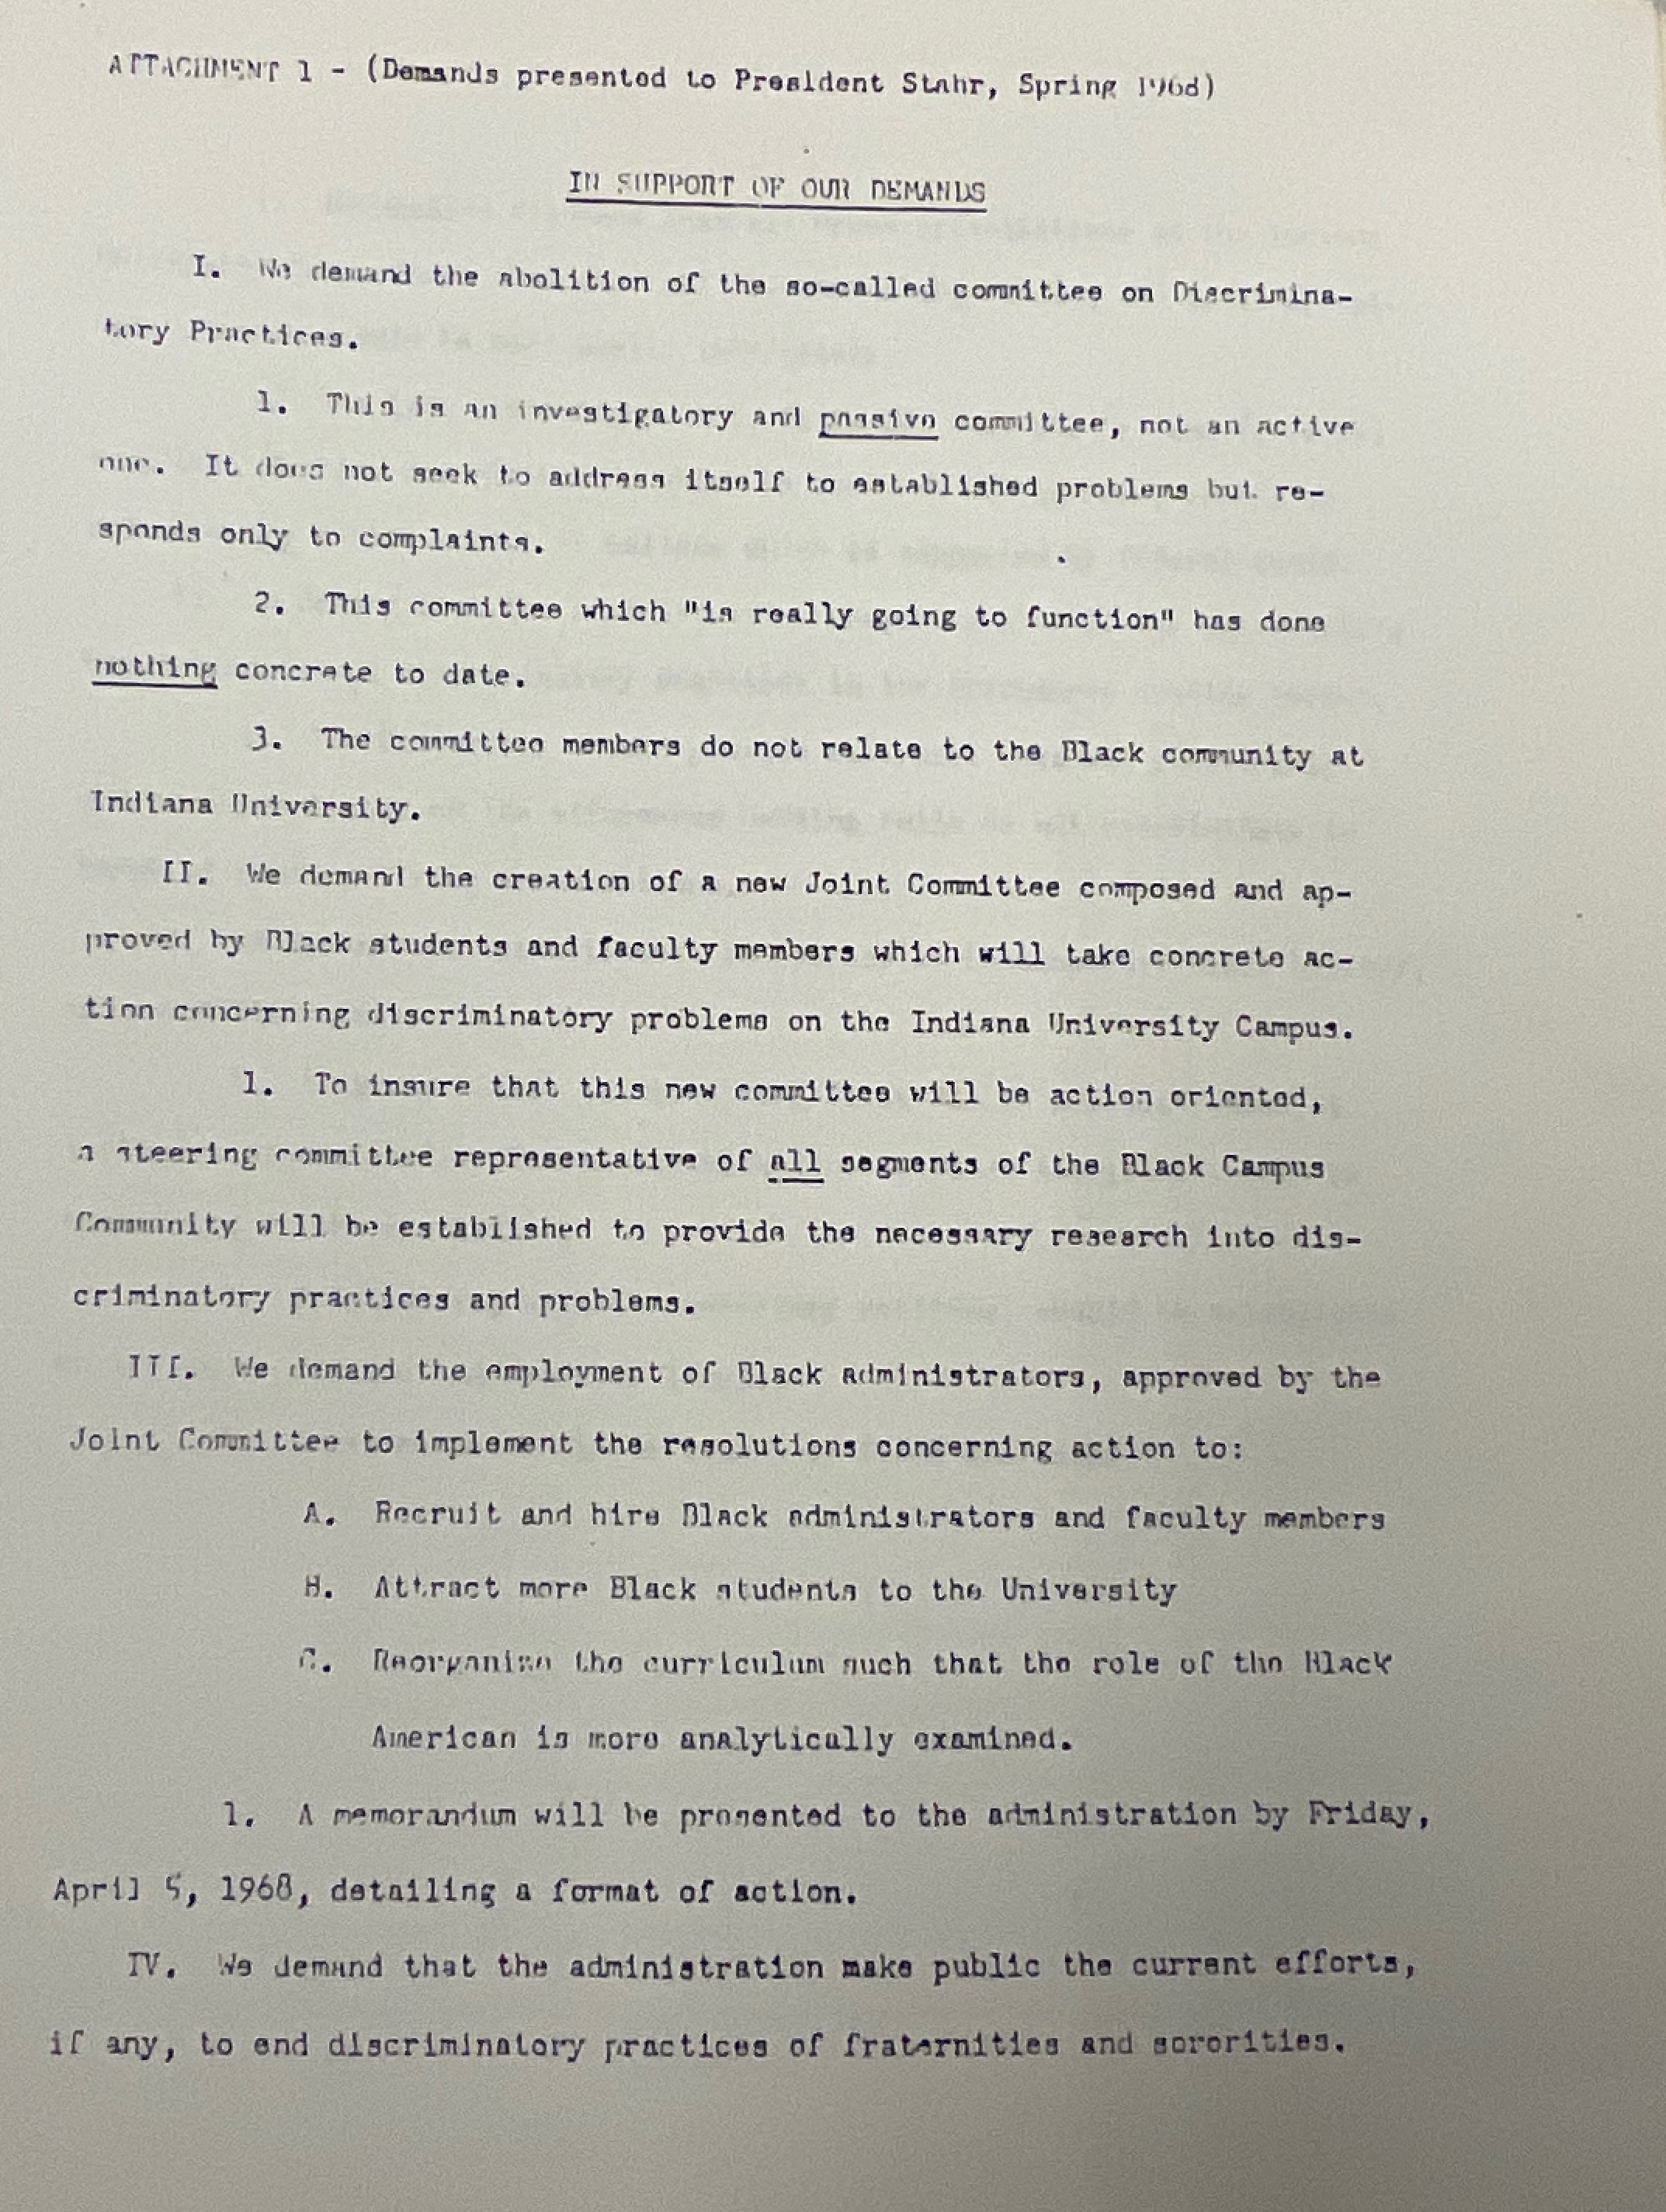 ATTACHMENT 1 - (Demands presented to President Stahr, Spring 1968)
IN SUPPORT OF OUR DEMANDS
I. We demand the abolition of the so-called committee on Discrimina-
tory Practices.
1. This is an investigatory and passive committee, not an active
one. It does not seek to address itself to established problems but re-
sponds only to complaints.
2. This committee which "is really going to function" has done
nothing concrete to date.
3. The committee members do not relate to the Black community at
Indiana University.
II. We demand the creation of a new Joint Committee composed and ap-
proved by Black students and faculty members which will take concrete ac-
tion concerning discriminatory problems on the Indiana University Campus.
1. To insure that this new committee will be action oriented,
a steering committee representative of all segments of the Black Campus
Community will be established to provide the necessary research into dis-
criminatory practices and problems.
III. We demand the employment of Black administrators, approved by the
Joint Committee to implement the resolutions concerning action to:
A. Recruit and hire Black administrators and faculty members
B. Attract more Black students to the University
C. Reorganise the curriculum such that the role of the Black
American is more analytically examined.
1. A memorandum will be presented to the administration by Friday,
April 5, 1968, detailing a format of action.
IV. We demand that the administration make public the current efforts,
if any, to end discriminatory practices of fraternities and sororities.